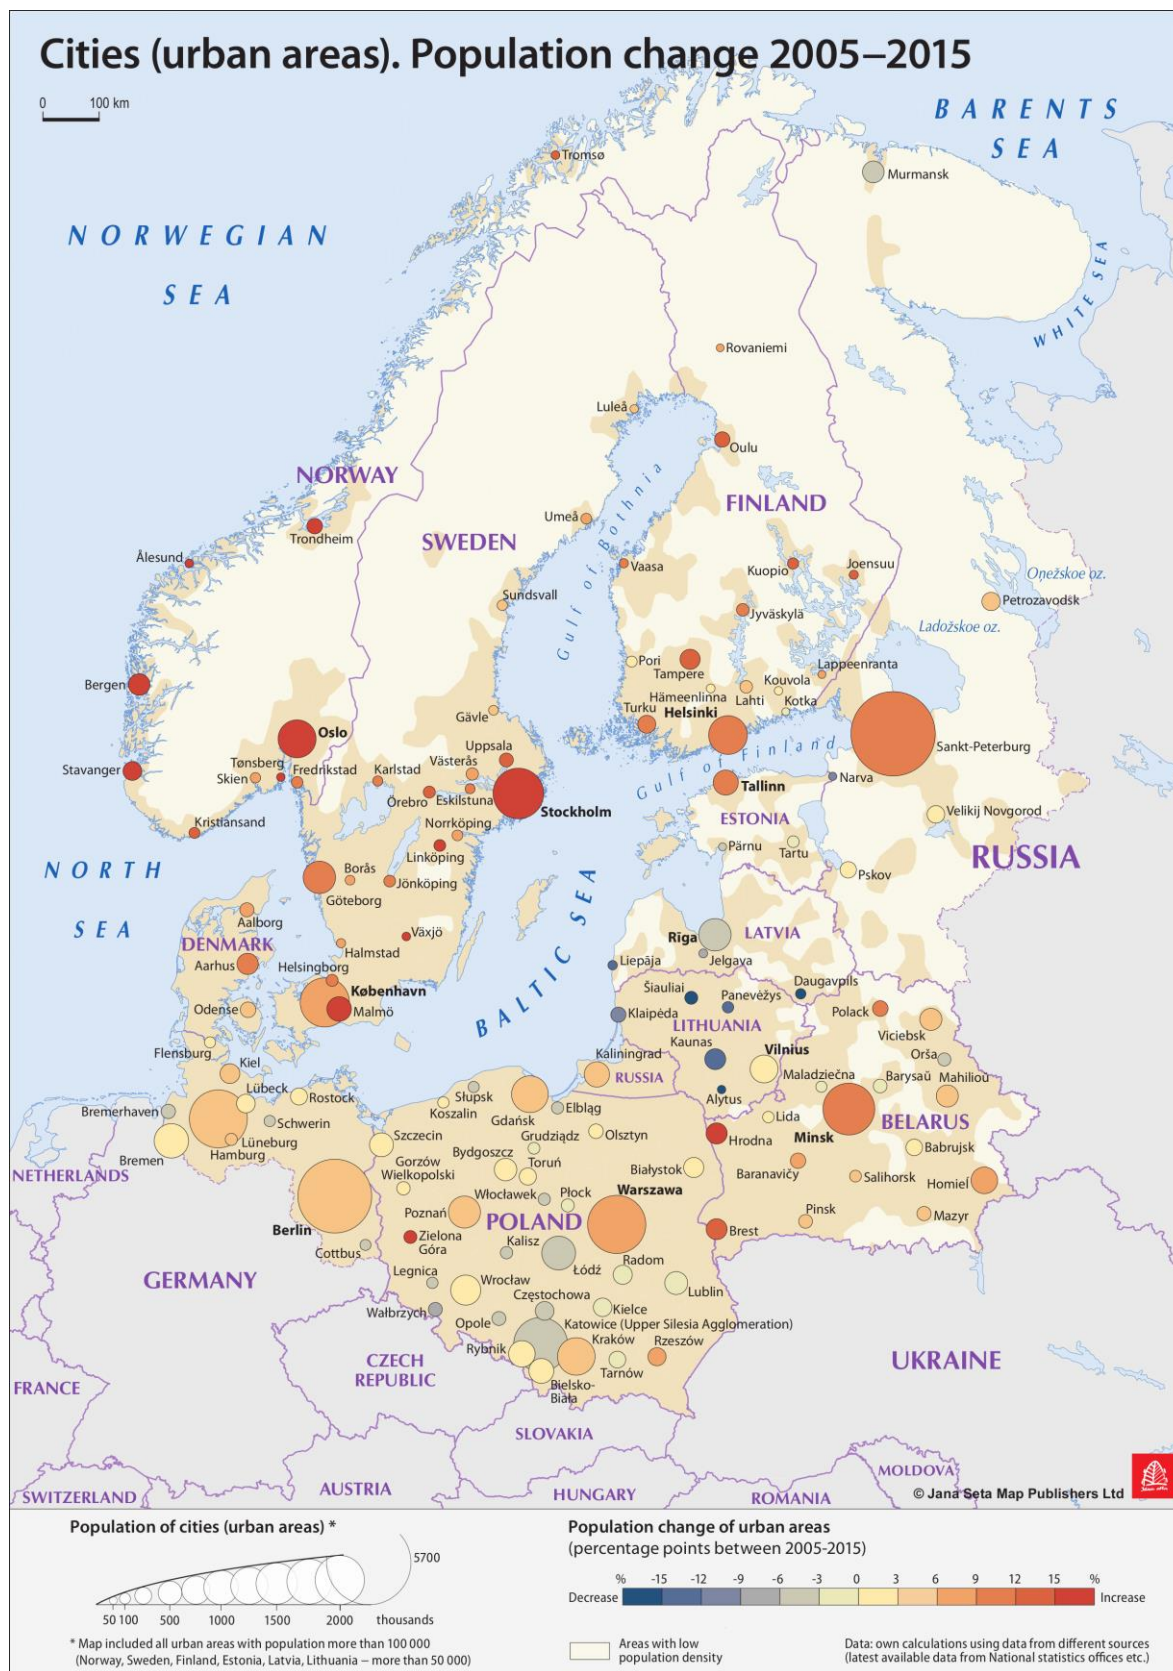 Cities (urban areas). Population change 2005–2015
0 100 km
BARENTS
SEA
Tromsø
Murmansk
NORWEGIAN
SEA
WHITE SEA
Rovaniemi
Luleå
Oulu
NORWAY
FINLAND
Gulf of Bothnia
Umeå
Trondheim
SWEDEN
Ålesund
Vaasa
Kuopio
Joensuu
Oņežskoe oz.
Sundsvall
Petrozavodsk
Jyväskylä
Ladožskoe oz.
Pori
Tampere
Lappeenranta
Bergen
Hämeenlinna
Kouvola
Lahti
Kotka
Turku
Helsinki
Gävle
Oslo
Uppsala
Sankt-Peterburg
Gulf of Finland
Tønsberg
Västerås
Stavanger
Skien
Fredrikstad
Karlstad
Narva
Tallinn
Örebro
Eskilstuna
Stockholm
Velikij Novgorod
Kristiansand
Norrköping
ESTONIA
Linköping
Pärnu
Tartu
RUSSIA
NORTH
SEA
Borås
Jönköping
Pskov
Göteborg
BALTIC SEA
Aalborg
Växjö
Rīga
LATVIA
DENMARK
Halmstad
Jelgava
Aarhus
Helsingborg
Liepāja
København
Šiauliai
Panevėžys
Daugavpils
Odense
Malmö
Klaipėda
LITHUANIA
Polack
Viciebsk
Flensburg
Kaunas
Vilnius
Orša
Kiel
Kaliningrad
Maladziečna
Barysaŭ
Mahilioŭ
RUSSIA
Lübeck
Rostock
Słupsk
Alytus
Bremerhaven
Koszalin
Elbląg
Lida
BELARUS
Schwerin
Gdańsk
Minsk
Lüneburg
Hamburg
Szczecin
Grudziądz
Olsztyn
Hrodna
Babrujsk
Bremen
Bydgoszcz
Toruń
Białystok
Baranavičy
Salihorsk
Homieĺ
NETHERLANDS
Gorzów
Wielkopolski
Włocławek
Płock
Warszawa
Poznań
POLAND
Pinsk
Mazyr
Berlin
Zielona
Góra
Kalisz
Brest
Cottbus
Łódź
Radom
GERMANY
Legnica
Wrocław
Lublin
Częstochowa
Wałbrzych
Kielce
Opole
Katowice (Upper Silesia Agglomeration)
Rybnik
Kraków
Rzeszów
CZECH
REPUBLIC
Tarnów
UKRAINE
Bielsko-
Biała
FRANCE
SLOVAKIA
AUSTRIA
MOLDOVA
SWITZERLAND
HUNGARY
ROMANIA
© Jana Seta Map Publishers Ltd
Population of cities (urban areas) *
5700
50 100 500 1000 1500 2000 thousands
* Map included all urban areas with population more than 100 000
(Norway, Sweden, Finland, Estonia, Latvia, Lithuania – more than 50 000)
Population change of urban areas
(percentage points between 2005-2015)
% -15 -12 -9 -6 -3 0 3 6 9 12 15 %
Decrease Increase
Areas with low
population density
Data: own calculations using data from different sources
(latest available data from National statistics offices etc.)